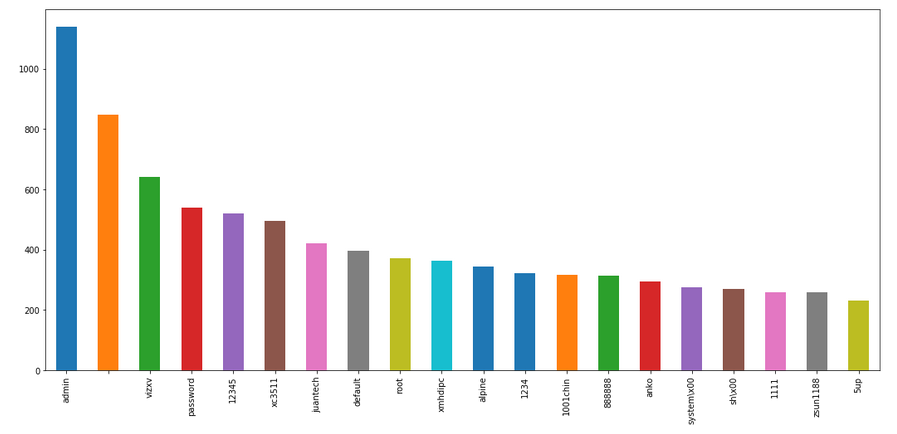 1000
800
600
400
200
0
admin
vizxv
password
12345
xc3511
juantech
default
root
xmhdipc
alpine
1234
1001chin
888888
anko
system\x00
sh\x00
1111
zsun1188
5up